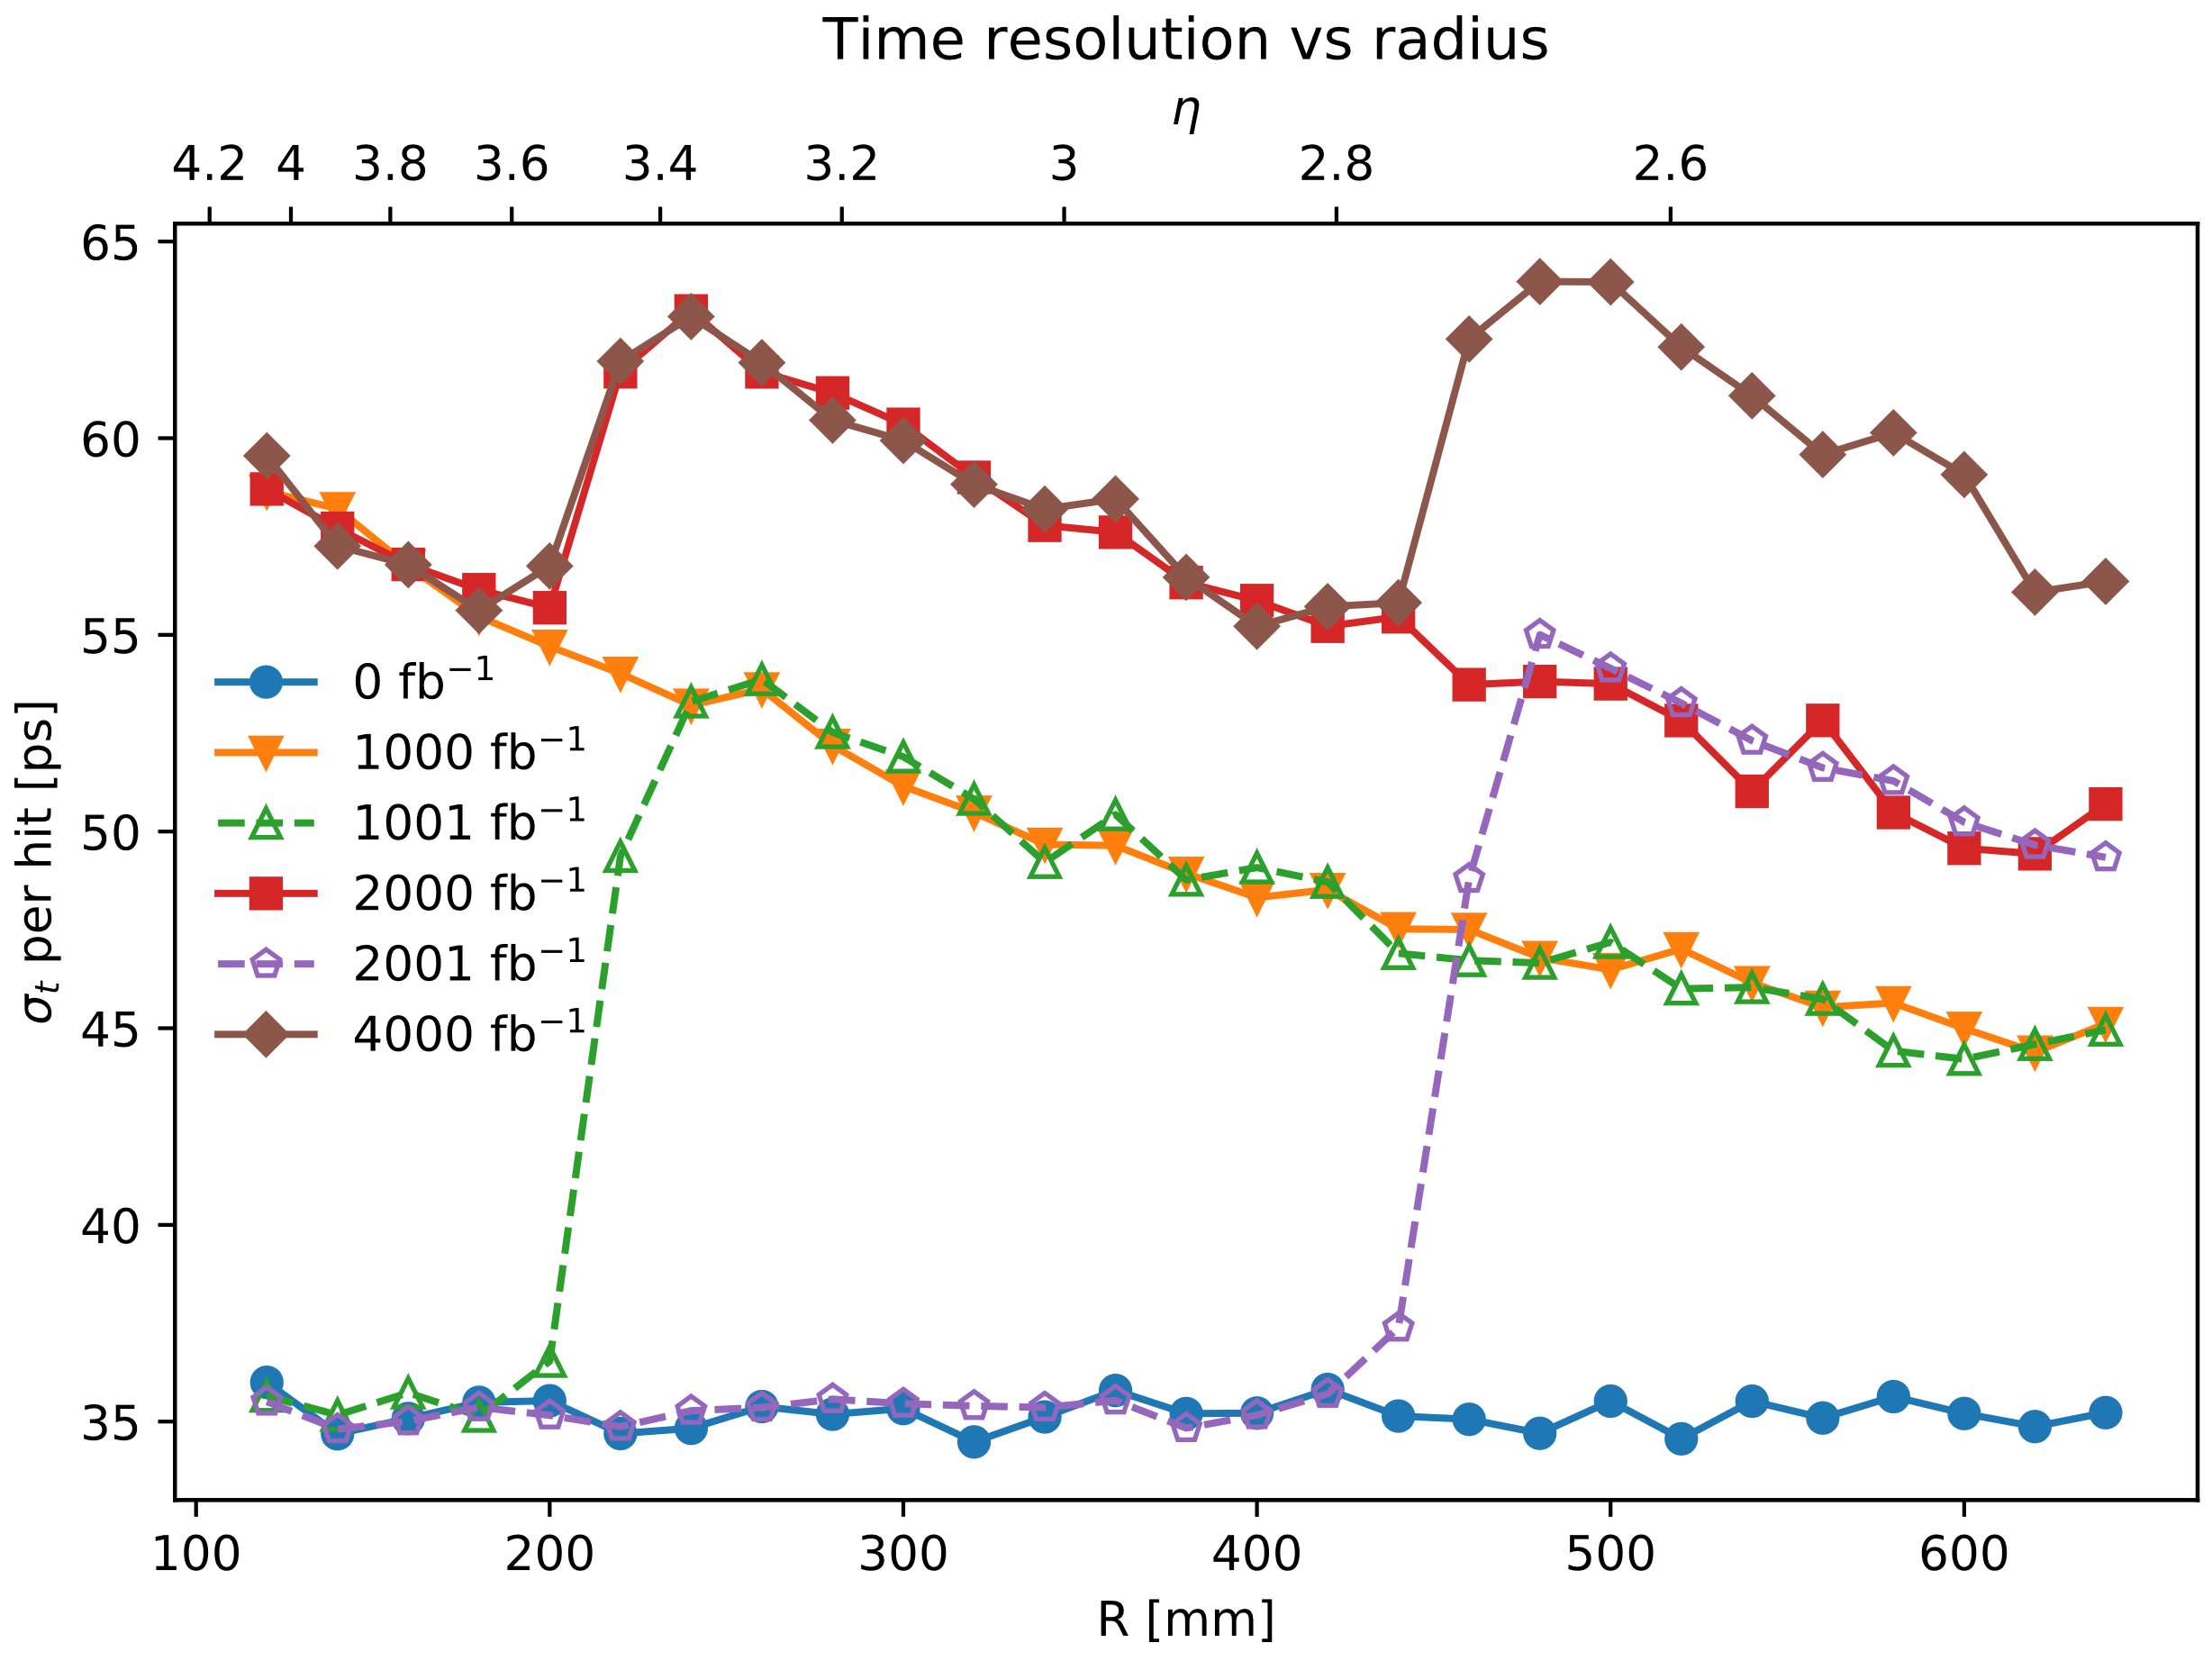 Time resolution vs radius
η
4.2 4 3.8 3.6 3.4 3.2 3 2.8 2.6
65
60
55
50
45
40
35
σₜ per hit [ps]
0 fb⁻¹
1000 fb⁻¹
1001 fb⁻¹
2000 fb⁻¹
2001 fb⁻¹
4000 fb⁻¹
100 200 300 400 500 600
R [mm]